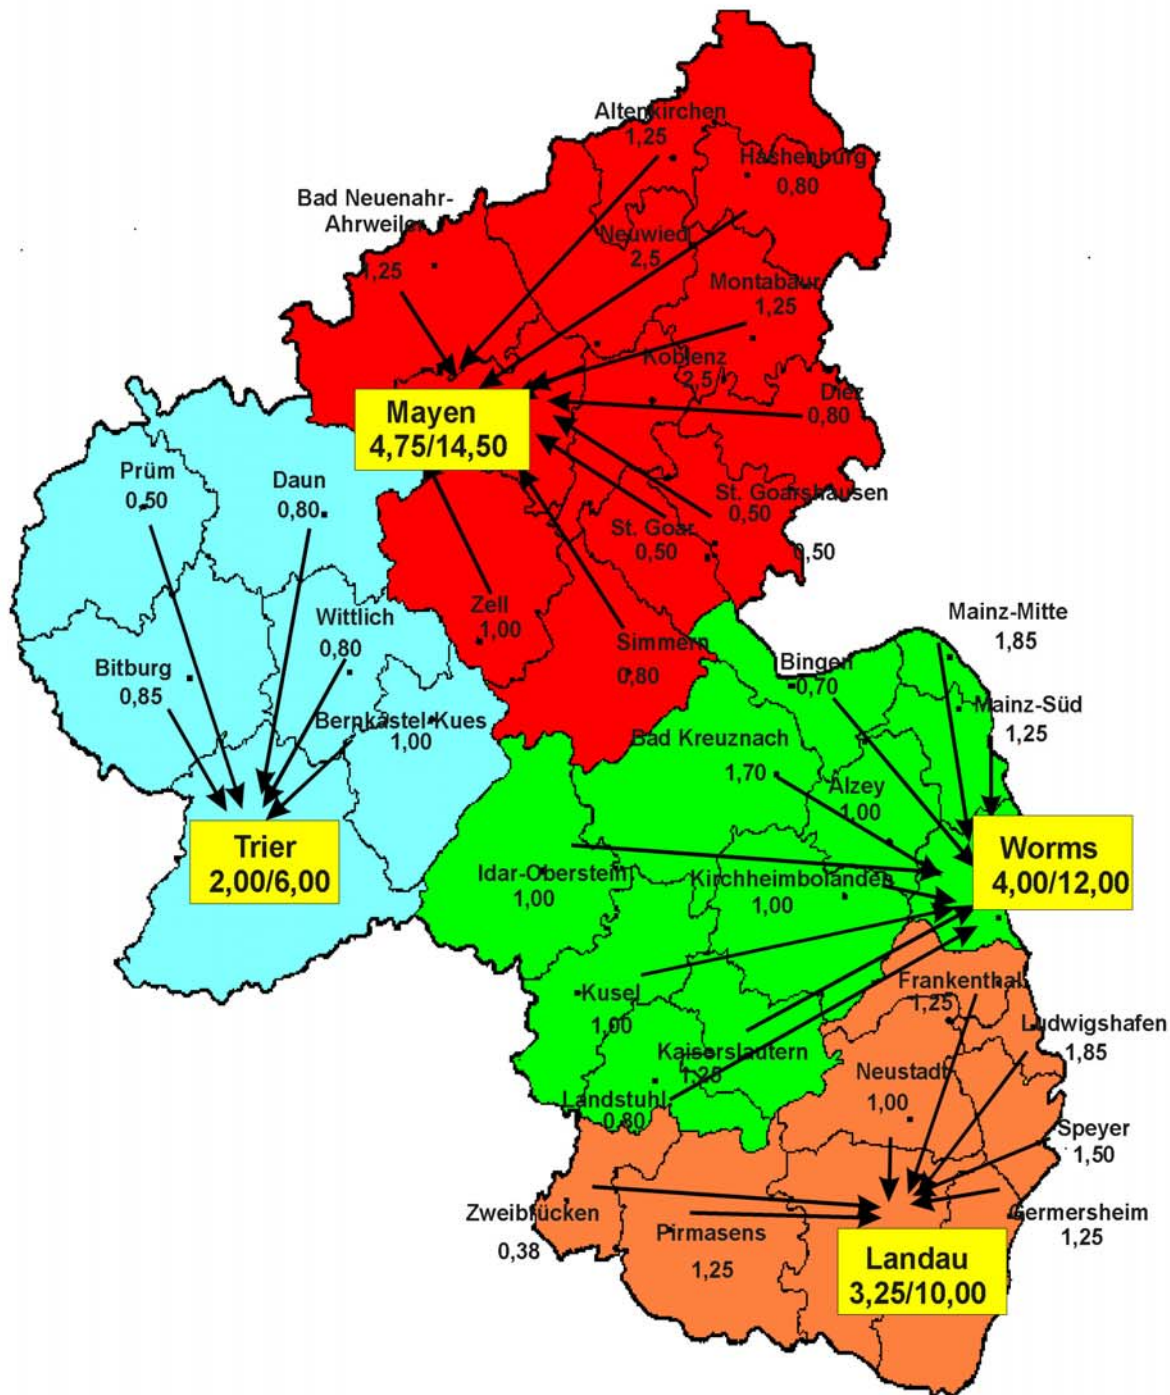 Altenkirchen
1,25
Hachenburg
0,80
Bad Neuenahr-
Ahrweiler
1,25
Neuwied
2,5
Montabaur
1,25
Koblenz
2,5
Diez
0,80
Mayen
4,75/14,50
Prüm
0,50
Daun
0,80
St. Goarshausen
0,50
St. Goar
0,50
0,50
Zell
1,00
Wittlich
0,80
Simmern
0,80
Mainz-Mitte
1,85
Bitburg
0,85
Bingen
0,70
Bernkastel-Kues
1,00
Mainz-Süd
1,25
Bad Kreuznach
1,70
Alzey
1,00
Trier
2,00/6,00
Worms
4,00/12,00
Idar-Oberstein
1,00
Kirchheimbolanden
1,00
Kusel
1,00
Frankenthal
1,25
Ludwigshafen
1,85
Kaiserslautern
1,25
Neustadt
1,00
Landstuhl
0,80
Speyer
1,50
Zweibrücken
0,38
Pirmasens
1,25
Germersheim
1,25
Landau
3,25/10,00